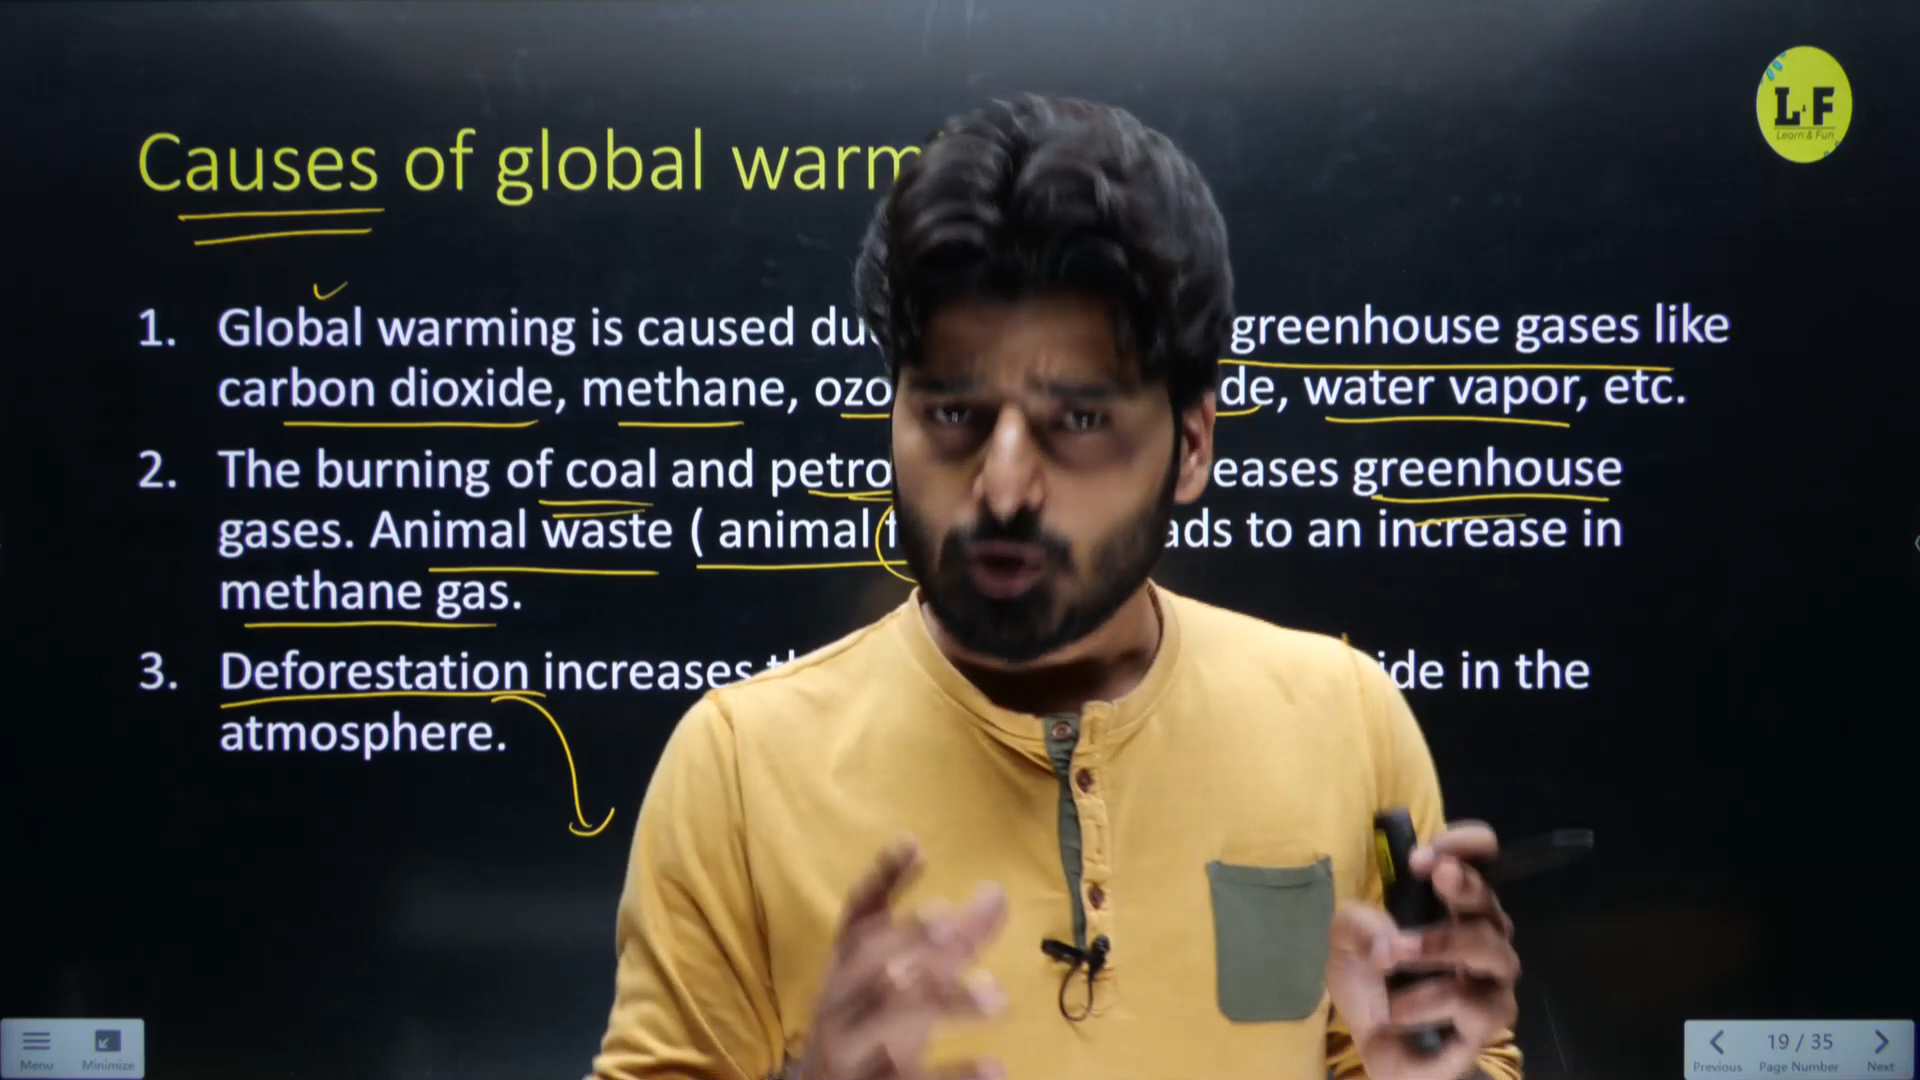 L&F
Learn & Fun
Causes of global warm
1. Global warming is caused du greenhouse gases like
carbon dioxide, methane, ozo de, water vapor, etc.
2. The burning of coal and petro eases greenhouse
gases. Animal waste ( animal f ads to an increase in
methane gas.
3. Deforestation increases th ide in the
atmosphere.
Menu
Minimize
Previous
19 / 35
Page Number
Next